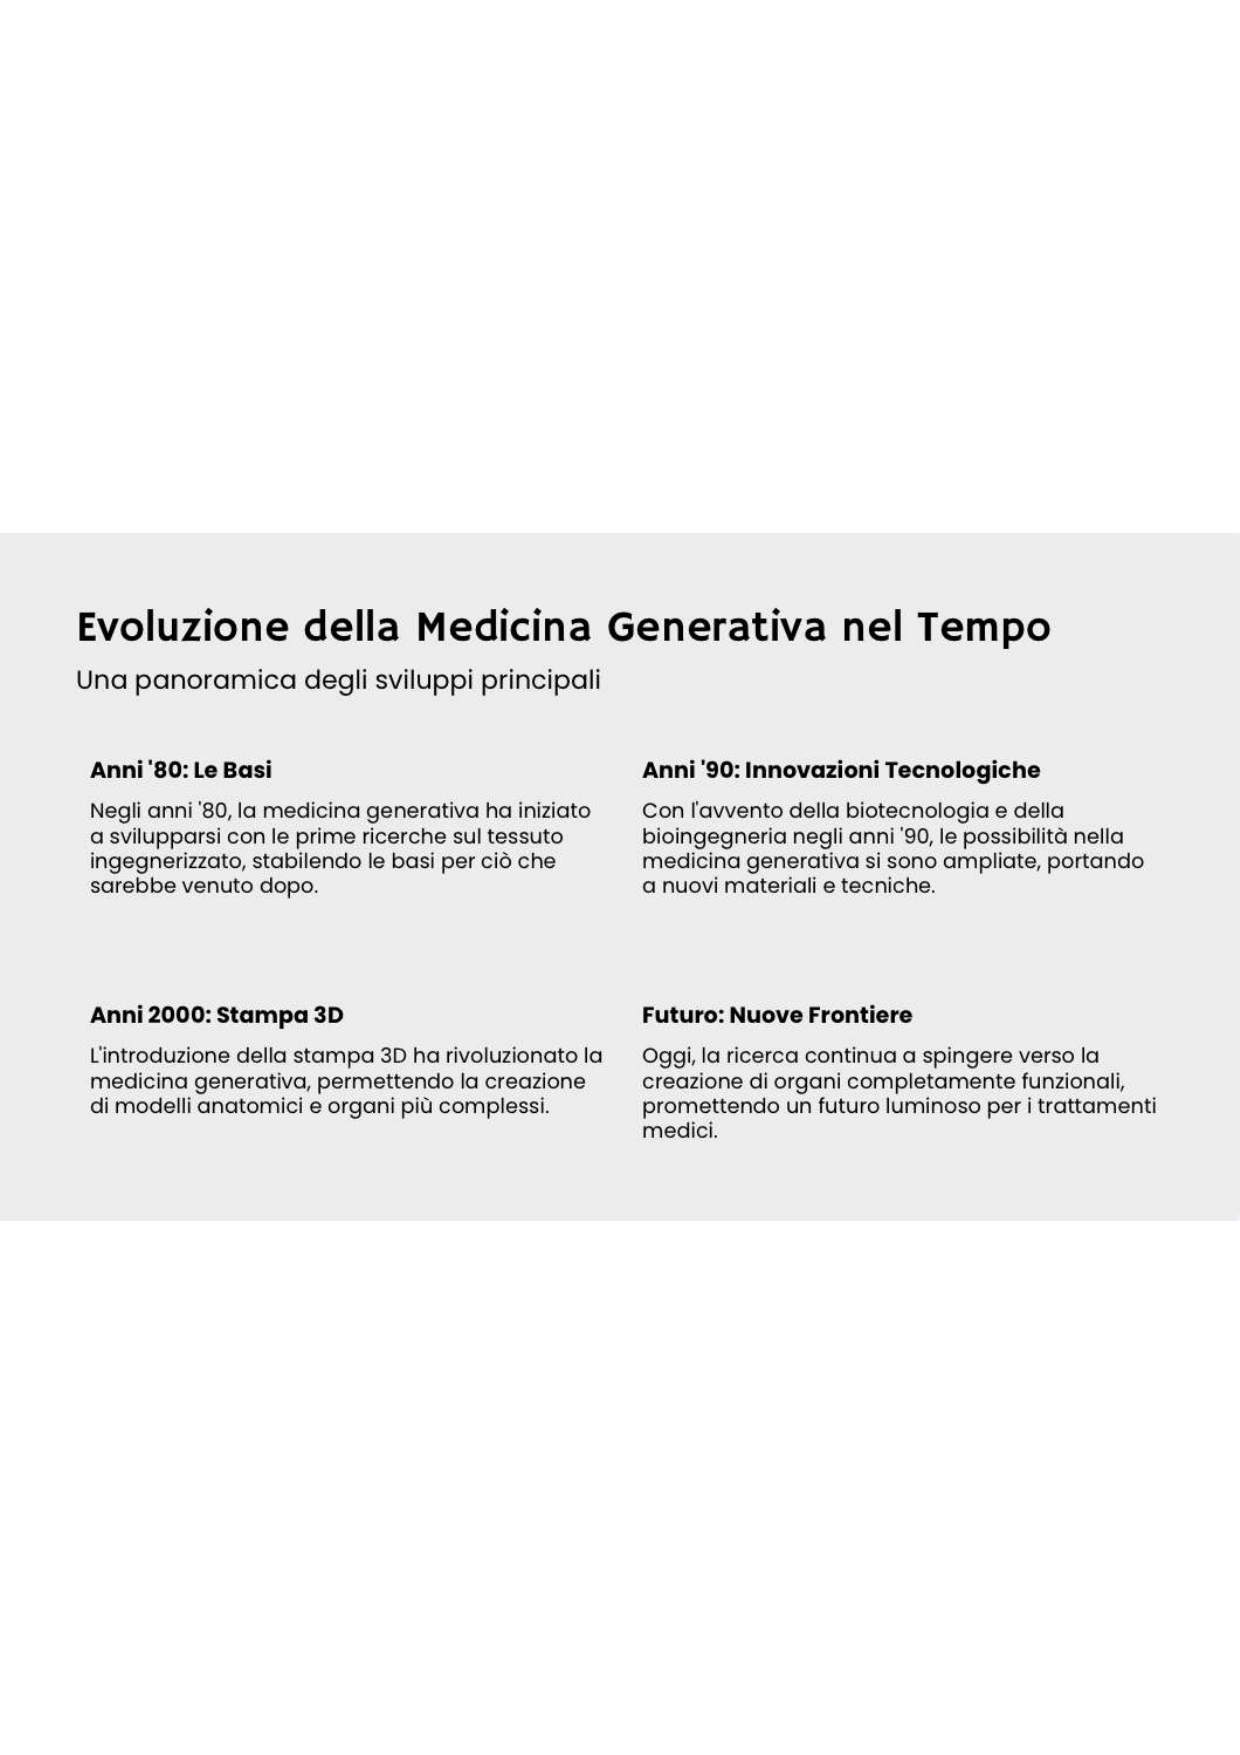 Evoluzione della Medicina Generativa nel Tempo
Una panoramica degli sviluppi principali
Anni '80: Le Basi
Negli anni '80, la medicina generativa ha iniziato
a svilupparsi con le prime ricerche sul tessuto
ingegnerizzato, stabilendo le basi per ciò che
sarebbe venuto dopo.
Anni '90: Innovazioni Tecnologiche
Con l'avvento della biotecnologia e della
bioingegneria negli anni '90, le possibilità nella
medicina generativa si sono ampliate, portando
a nuovi materiali e tecniche.
Anni 2000: Stampa 3D
L'introduzione della stampa 3D ha rivoluzionato la
medicina generativa, permettendo la creazione
di modelli anatomici e organi più complessi.
Futuro: Nuove Frontiere
Oggi, la ricerca continua a spingere verso la
creazione di organi completamente funzionali,
promettendo un futuro luminoso per i trattamenti
medici.